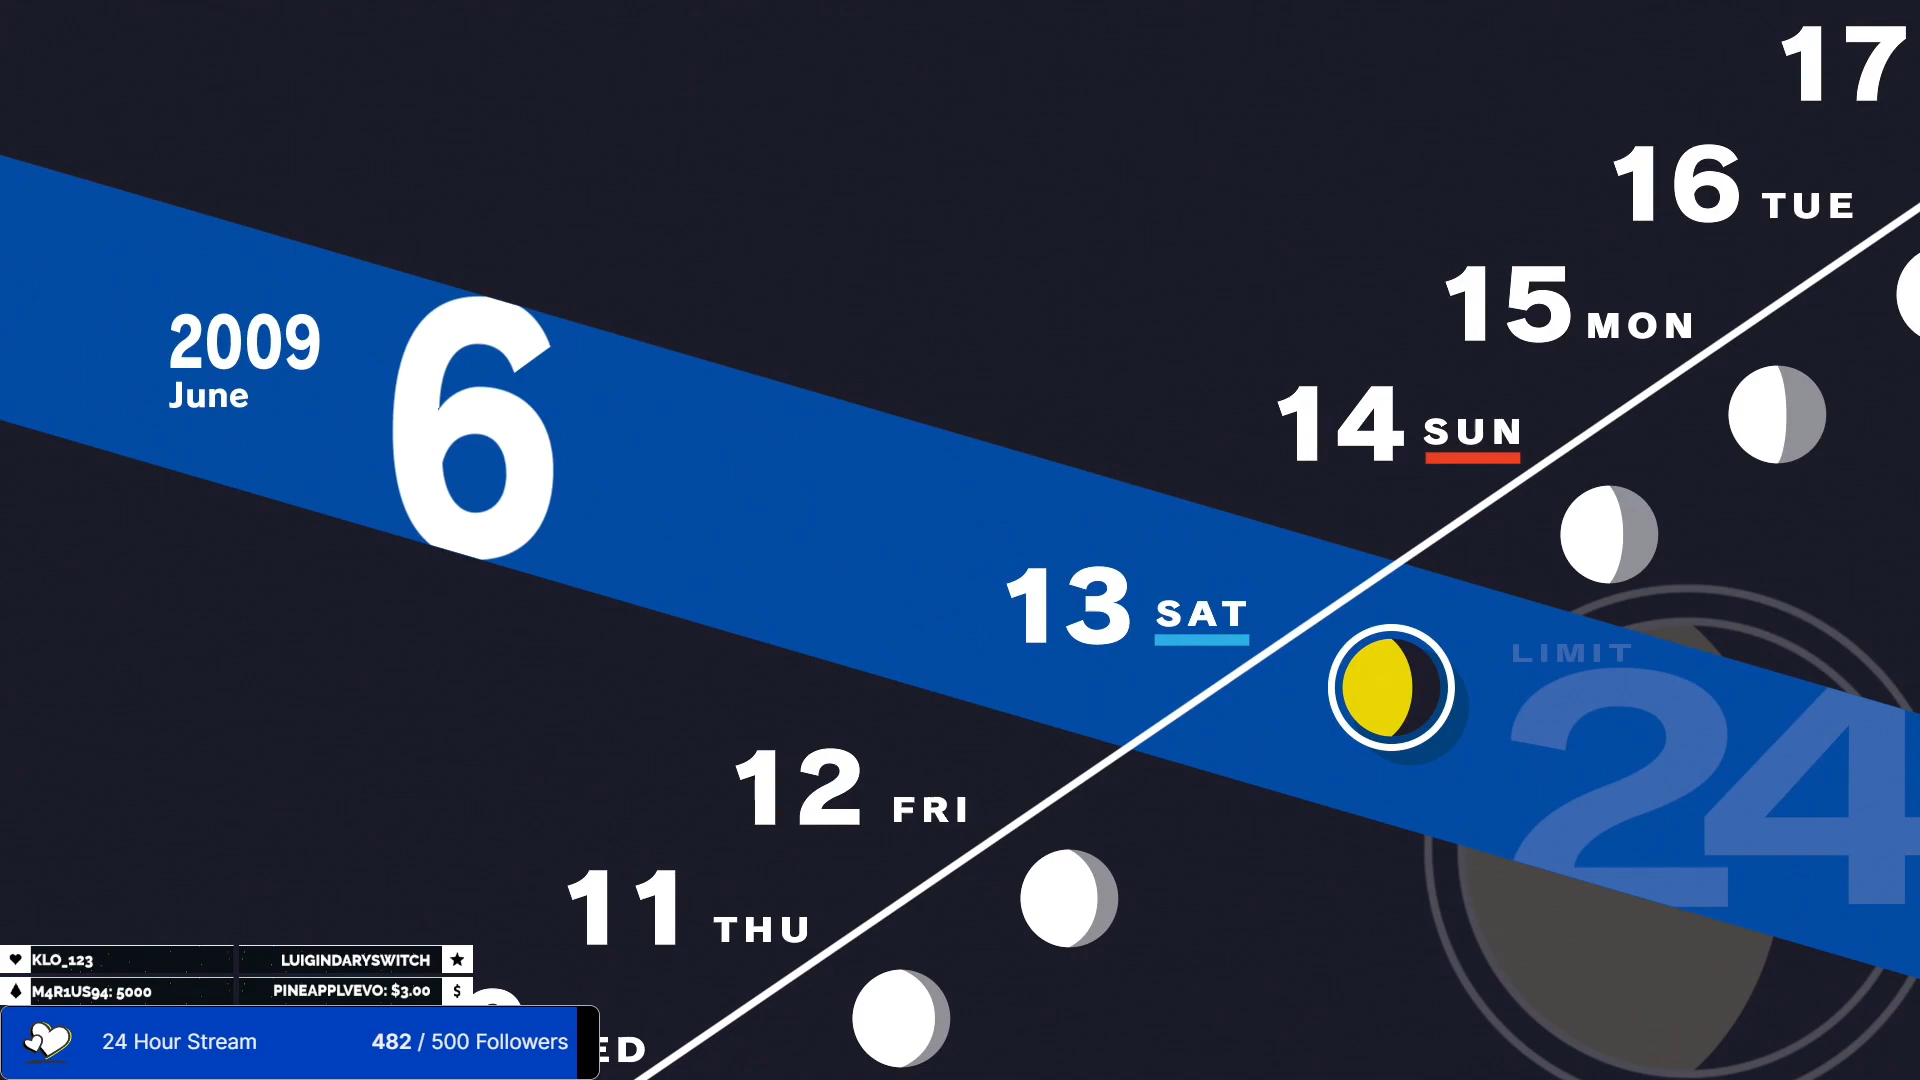 17
16 TUE
15 MON
14 SUN
2009
June
6
13 SAT
LIMIT
24
12 FRI
11 THU
KLO_123
LUIGINDARYSWITCH
M4R1US94: 5000
PINEAPPLVEVO: $3.00
$
24 Hour Stream
482 / 500 Followers
ED